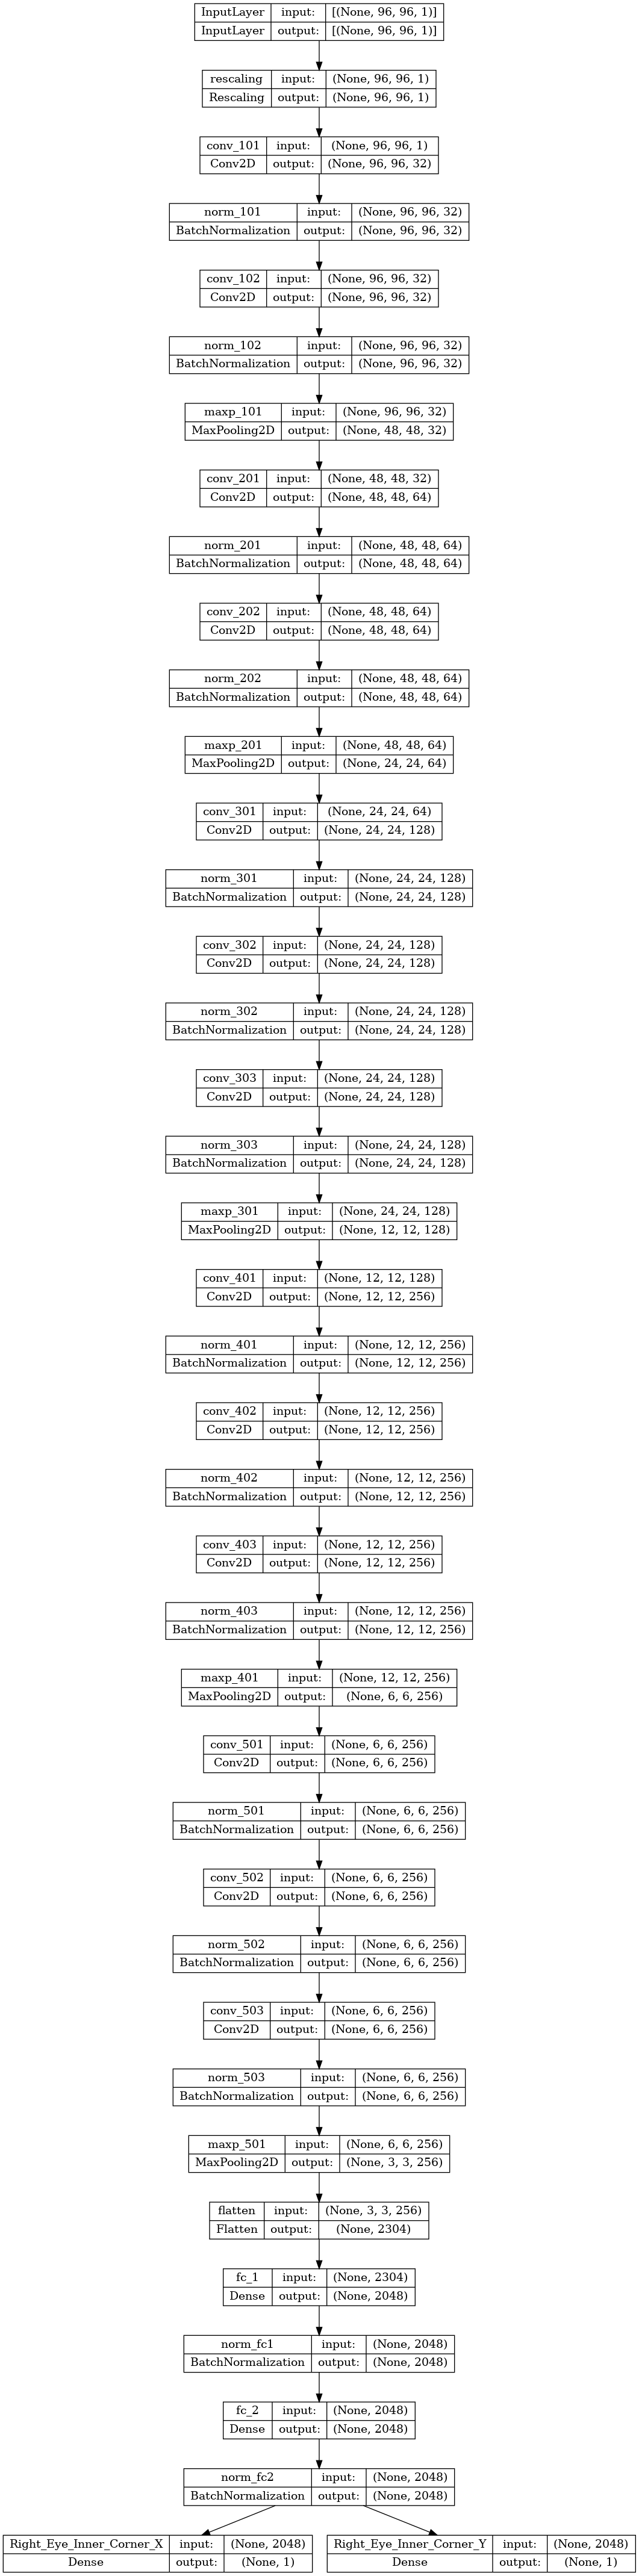 InputLayer input: [(None, 96, 96, 1)]
InputLayer output: [(None, 96, 96, 1)]
rescaling input: (None, 96, 96, 1)
Rescaling output: (None, 96, 96, 1)
conv_101 input: (None, 96, 96, 1)
Conv2D output: (None, 96, 96, 32)
norm_101 input: (None, 96, 96, 32)
BatchNormalization output: (None, 96, 96, 32)
conv_102 input: (None, 96, 96, 32)
Conv2D output: (None, 96, 96, 32)
norm_102 input: (None, 96, 96, 32)
BatchNormalization output: (None, 96, 96, 32)
maxp_101 input: (None, 96, 96, 32)
MaxPooling2D output: (None, 48, 48, 32)
conv_201 input: (None, 48, 48, 32)
Conv2D output: (None, 48, 48, 64)
norm_201 input: (None, 48, 48, 64)
BatchNormalization output: (None, 48, 48, 64)
conv_202 input: (None, 48, 48, 64)
Conv2D output: (None, 48, 48, 64)
norm_202 input: (None, 48, 48, 64)
BatchNormalization output: (None, 48, 48, 64)
maxp_201 input: (None, 48, 48, 64)
MaxPooling2D output: (None, 24, 24, 64)
conv_301 input: (None, 24, 24, 64)
Conv2D output: (None, 24, 24, 128)
norm_301 input: (None, 24, 24, 128)
BatchNormalization output: (None, 24, 24, 128)
conv_302 input: (None, 24, 24, 128)
Conv2D output: (None, 24, 24, 128)
norm_302 input: (None, 24, 24, 128)
BatchNormalization output: (None, 24, 24, 128)
conv_303 input: (None, 24, 24, 128)
Conv2D output: (None, 24, 24, 128)
norm_303 input: (None, 24, 24, 128)
BatchNormalization output: (None, 24, 24, 128)
maxp_301 input: (None, 24, 24, 128)
MaxPooling2D output: (None, 12, 12, 128)
conv_401 input: (None, 12, 12, 128)
Conv2D output: (None, 12, 12, 256)
norm_401 input: (None, 12, 12, 256)
BatchNormalization output: (None, 12, 12, 256)
conv_402 input: (None, 12, 12, 256)
Conv2D output: (None, 12, 12, 256)
norm_402 input: (None, 12, 12, 256)
BatchNormalization output: (None, 12, 12, 256)
conv_403 input: (None, 12, 12, 256)
Conv2D output: (None, 12, 12, 256)
norm_403 input: (None, 12, 12, 256)
BatchNormalization output: (None, 12, 12, 256)
maxp_401 input: (None, 12, 12, 256)
MaxPooling2D output: (None, 6, 6, 256)
conv_501 input: (None, 6, 6, 256)
Conv2D output: (None, 6, 6, 256)
norm_501 input: (None, 6, 6, 256)
BatchNormalization output: (None, 6, 6, 256)
conv_502 input: (None, 6, 6, 256)
Conv2D output: (None, 6, 6, 256)
norm_502 input: (None, 6, 6, 256)
BatchNormalization output: (None, 6, 6, 256)
conv_503 input: (None, 6, 6, 256)
Conv2D output: (None, 6, 6, 256)
norm_503 input: (None, 6, 6, 256)
BatchNormalization output: (None, 6, 6, 256)
maxp_501 input: (None, 6, 6, 256)
MaxPooling2D output: (None, 3, 3, 256)
flatten input: (None, 3, 3, 256)
Flatten output: (None, 2304)
fc_1 input: (None, 2304)
Dense output: (None, 2048)
norm_fc1 input: (None, 2048)
BatchNormalization output: (None, 2048)
fc_2 input: (None, 2048)
Dense output: (None, 2048)
norm_fc2 input: (None, 2048)
BatchNormalization output: (None, 2048)
Right_Eye_Inner_Corner_X input: (None, 2048)
Dense output: (None, 1)
Right_Eye_Inner_Corner_Y input: (None, 2048)
Dense output: (None, 1)